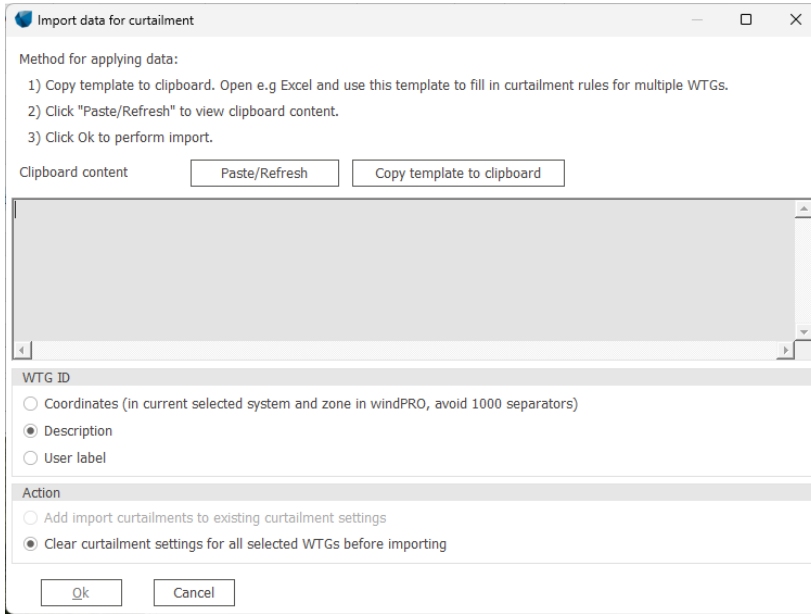 Import data for curtailment
Method for applying data:
1) Copy template to clipboard. Open e.g Excel and use this template to fill in curtailment rules for multiple WTGs.
2) Click "Paste/Refresh" to view clipboard content.
3) Click Ok to perform import.
Clipboard content Paste/Refresh Copy template to clipboard
WTG ID
Coordinates (in current selected system and zone in windPRO, avoid 1000 separators)
Description
User label
Action
Add import curtailments to existing curtailment settings
Clear curtailment settings for all selected WTGs before importing
Ok Cancel